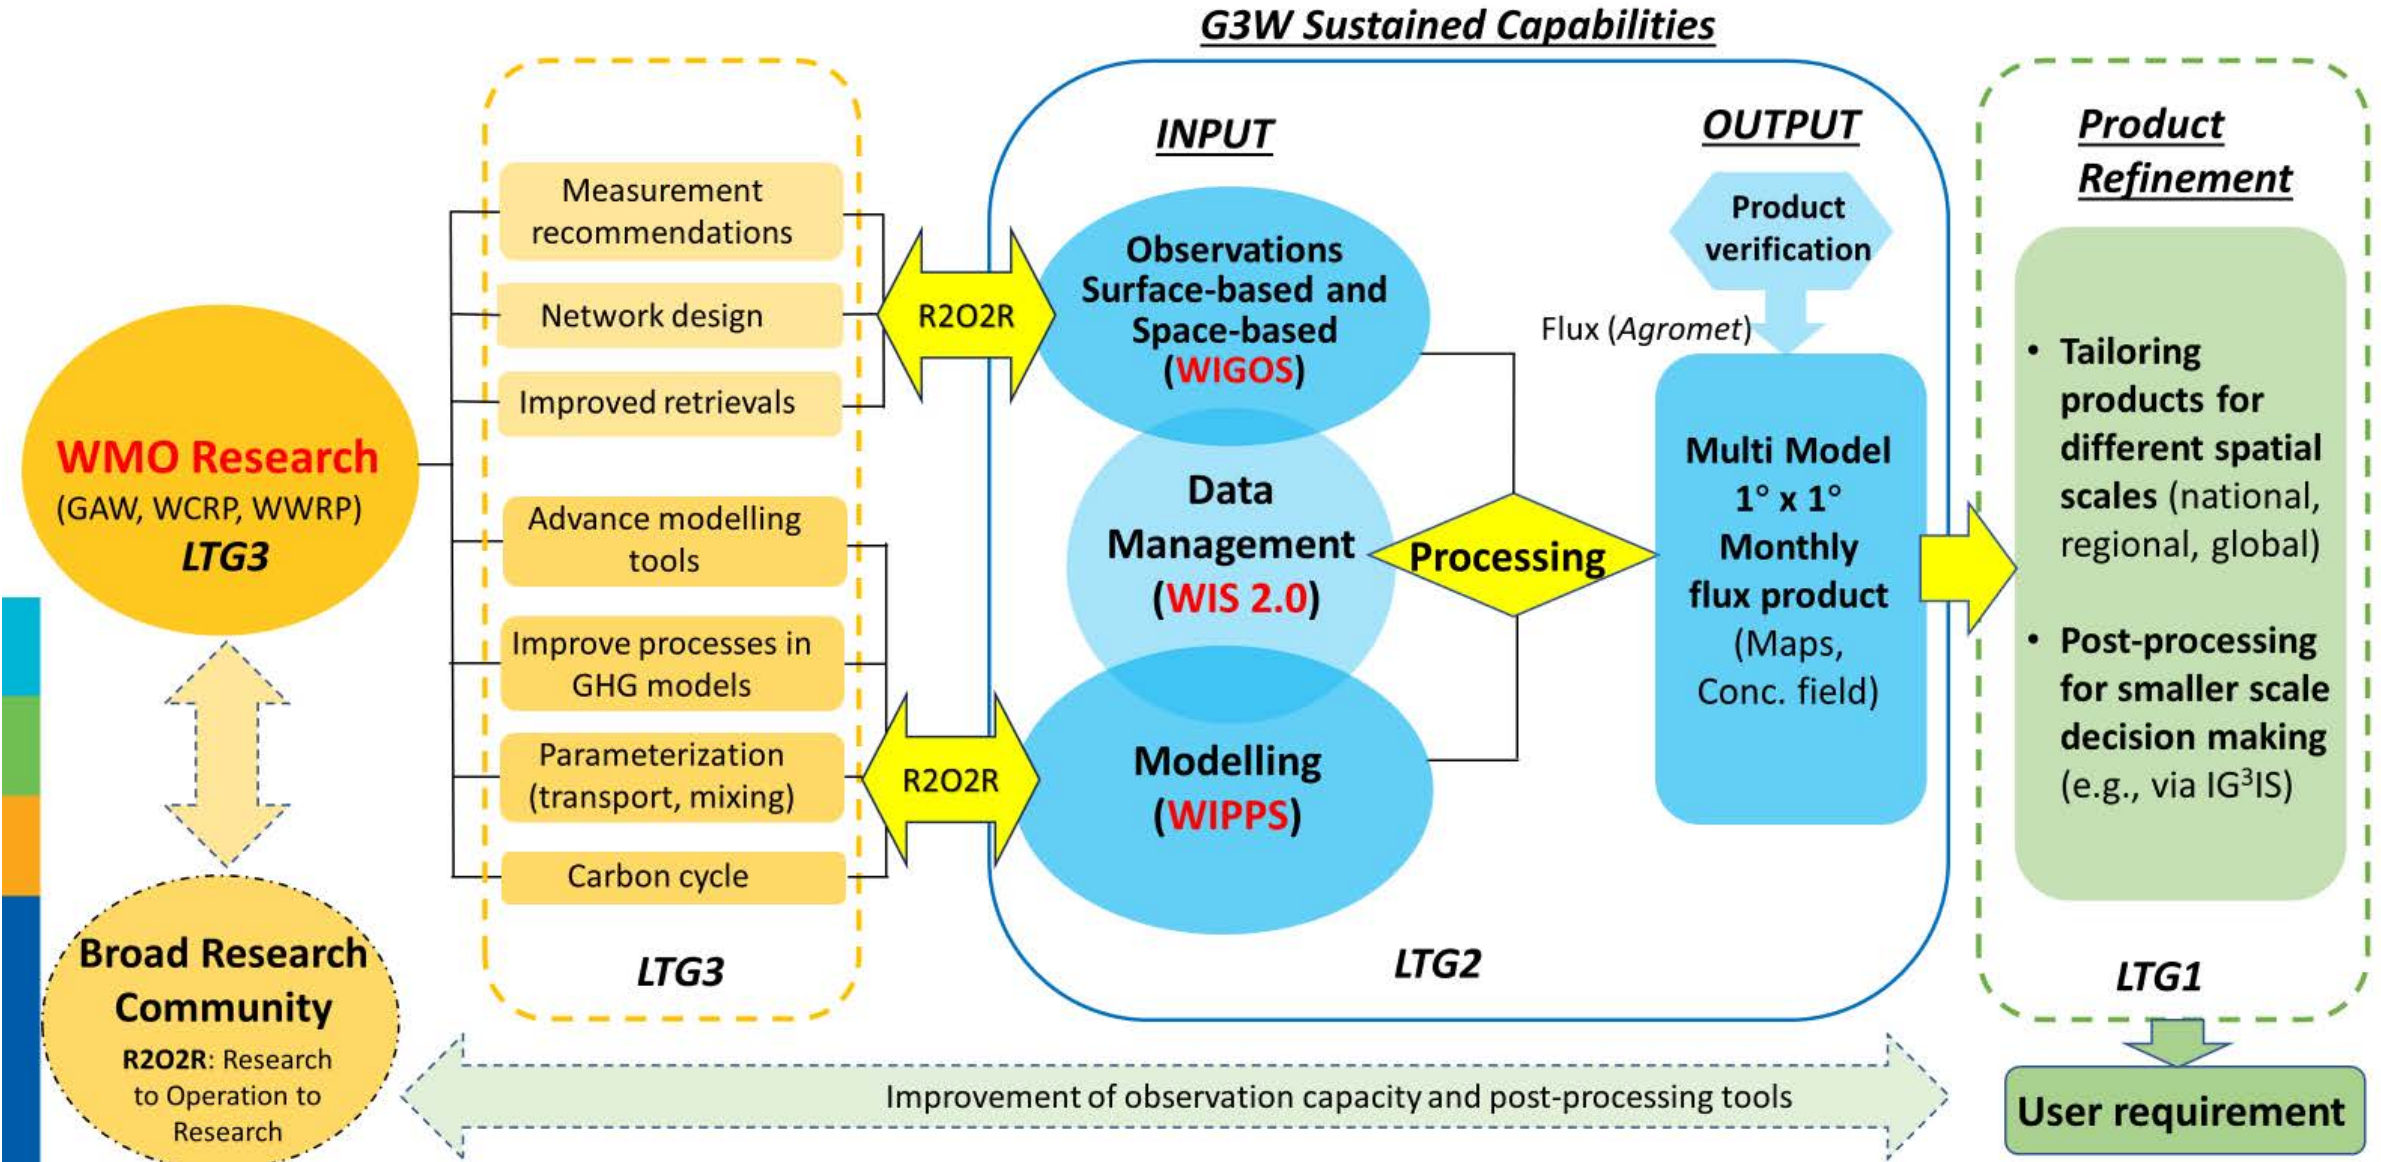 G3W Sustained Capabilities
WMO Research
(GAW, WCRP, WWRP)
LTG3
Broad Research
Community
R2O2R: Research
to Operation to
Research
Measurement
recommendations
Network design
Improved retrievals
Advance modelling
tools
Improve processes in
GHG models
Parameterization
(transport, mixing)
Carbon cycle
LTG3
R2O2R
R2O2R
INPUT
Observations
Surface-based and
Space-based
(WIGOS)
Data
Management
(WIS 2.0)
Modelling
(WIPPS)
Processing
OUTPUT
Product
verification
Flux (Agromet)
Multi Model
1° x 1°
Monthly
flux product
(Maps,
Conc. field)
LTG2
Product
Refinement
• Tailoring
products for
different spatial
scales (national,
regional, global)
• Post-processing
for smaller scale
decision making
(e.g., via IG³IS)
LTG1
User requirement
Improvement of observation capacity and post-processing tools